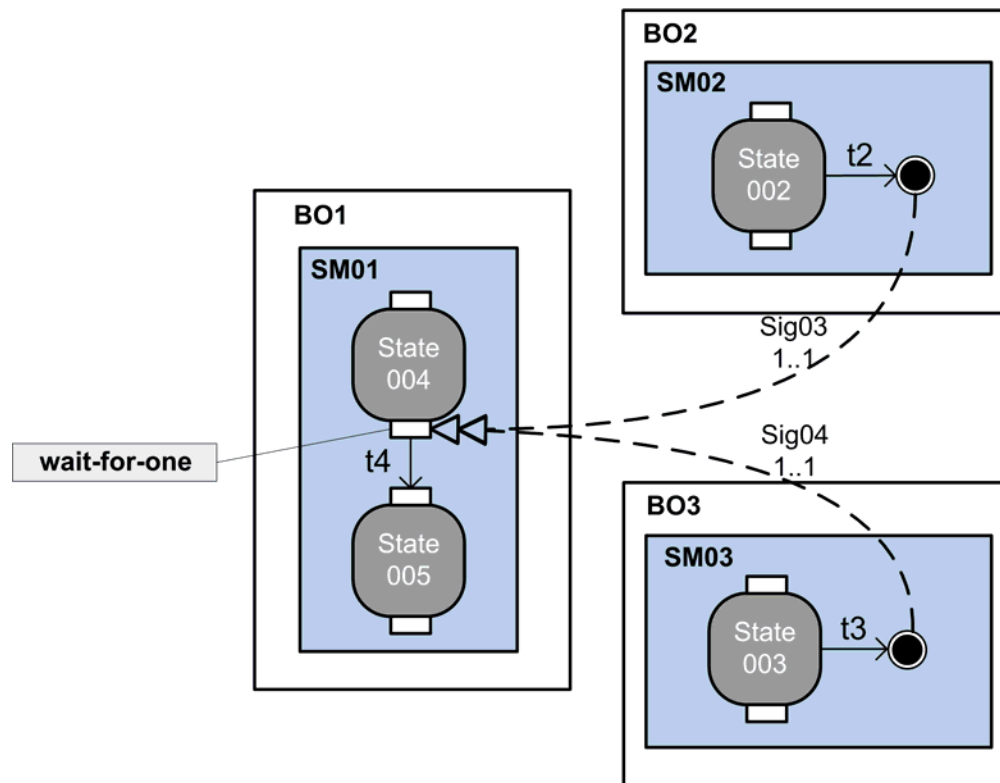 BO2
SM02
State
002
t2
BO1
SM01
State
004
Sig03
1..1
wait-for-one
t4
Sig04
1..1
State
005
BO3
SM03
State
003
t3